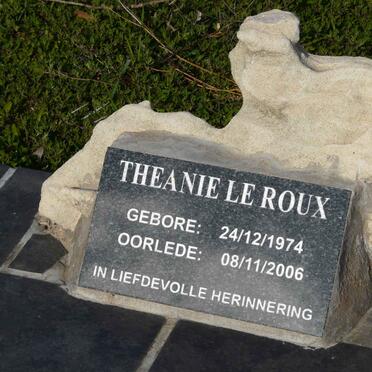 THEANIE LE ROUX
GEBORE: 24/12/1974
OORLEDE: 08/11/2006
IN LIEFDEVOLLE HERINNERING